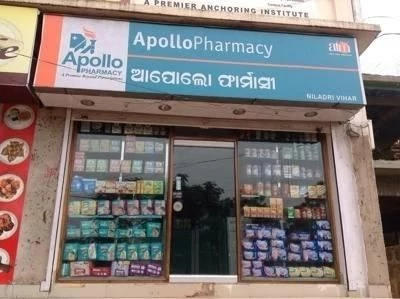 A PREMIER ANCHORING INSTITUTE
Apollo
PHARMACY
ApolloPharmacy
ଆପୋଲୋ ଫାର୍ମାସୀ
NILADRI VIHAR